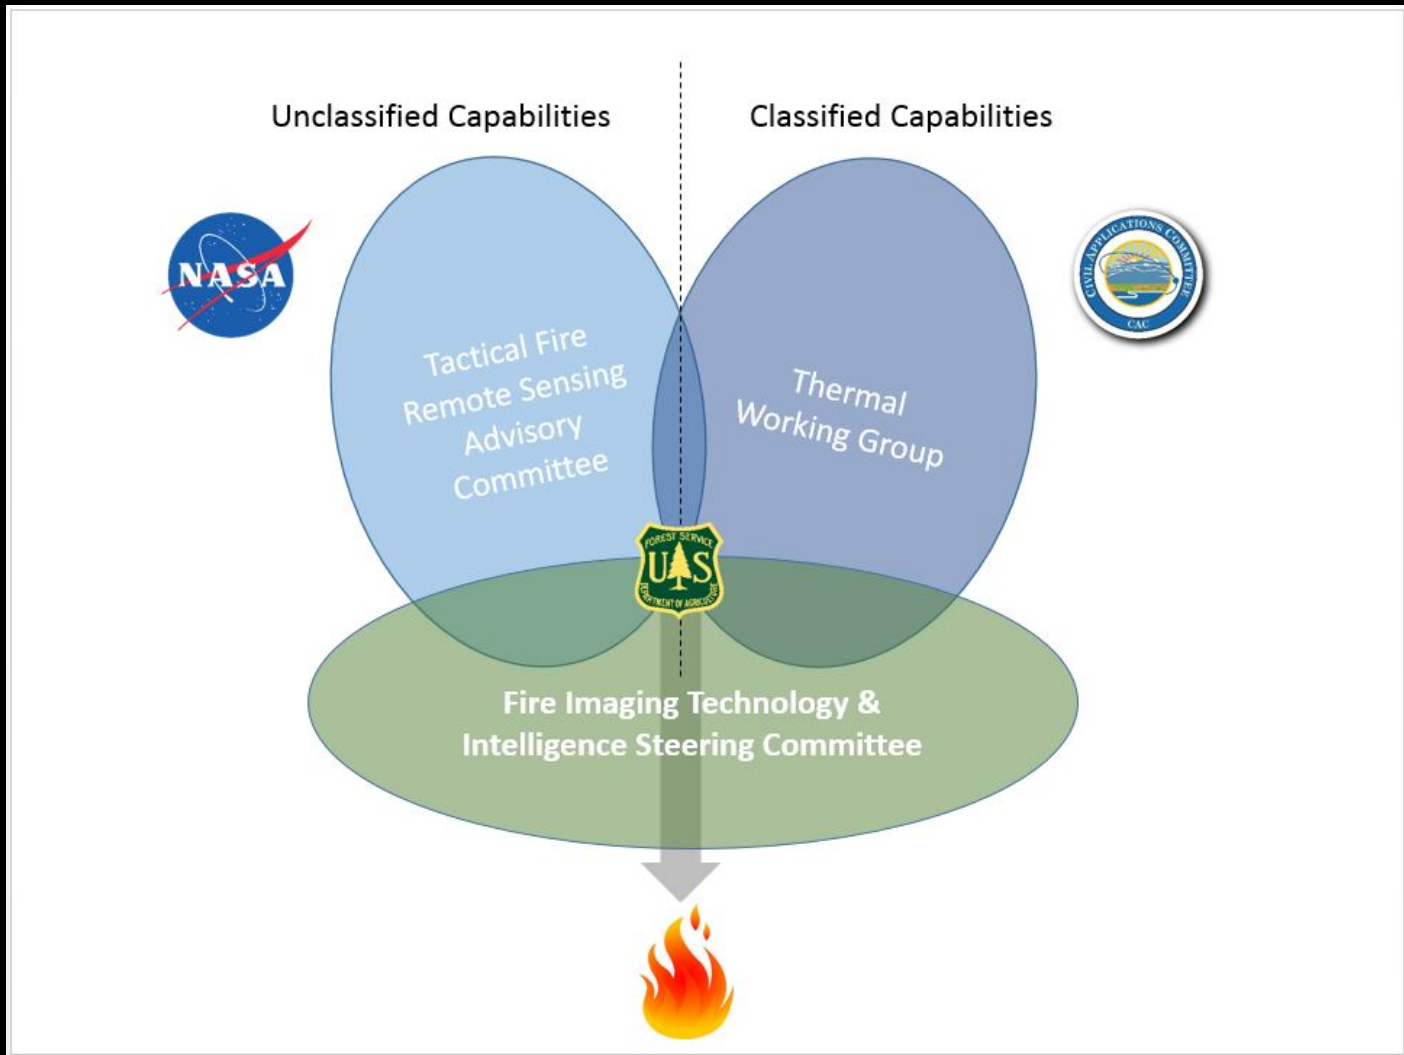 Unclassified Capabilities
Classified Capabilities
NASA
CIVIL APPLICATIONS COMMITTEE
CAC
Tactical Fire
Remote Sensing
Advisory
Committee
Thermal
Working Group
FOREST SERVICE
U S
DEPARTMENT OF AGRICULTURE
Fire Imaging Technology &
Intelligence Steering Committee